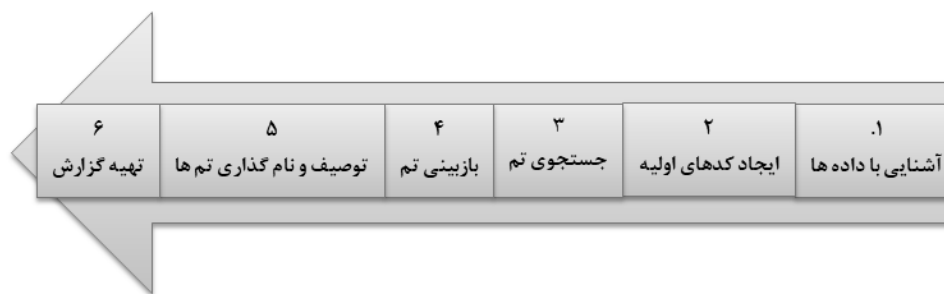 .۱
آشنایی با داده ها
۲
ایجاد کدهای اولیه
۳
جستجوی تم
۴
بازبینی تم
۵
توصیف و نام گذاری تم ها
۶
تهیه گزارش